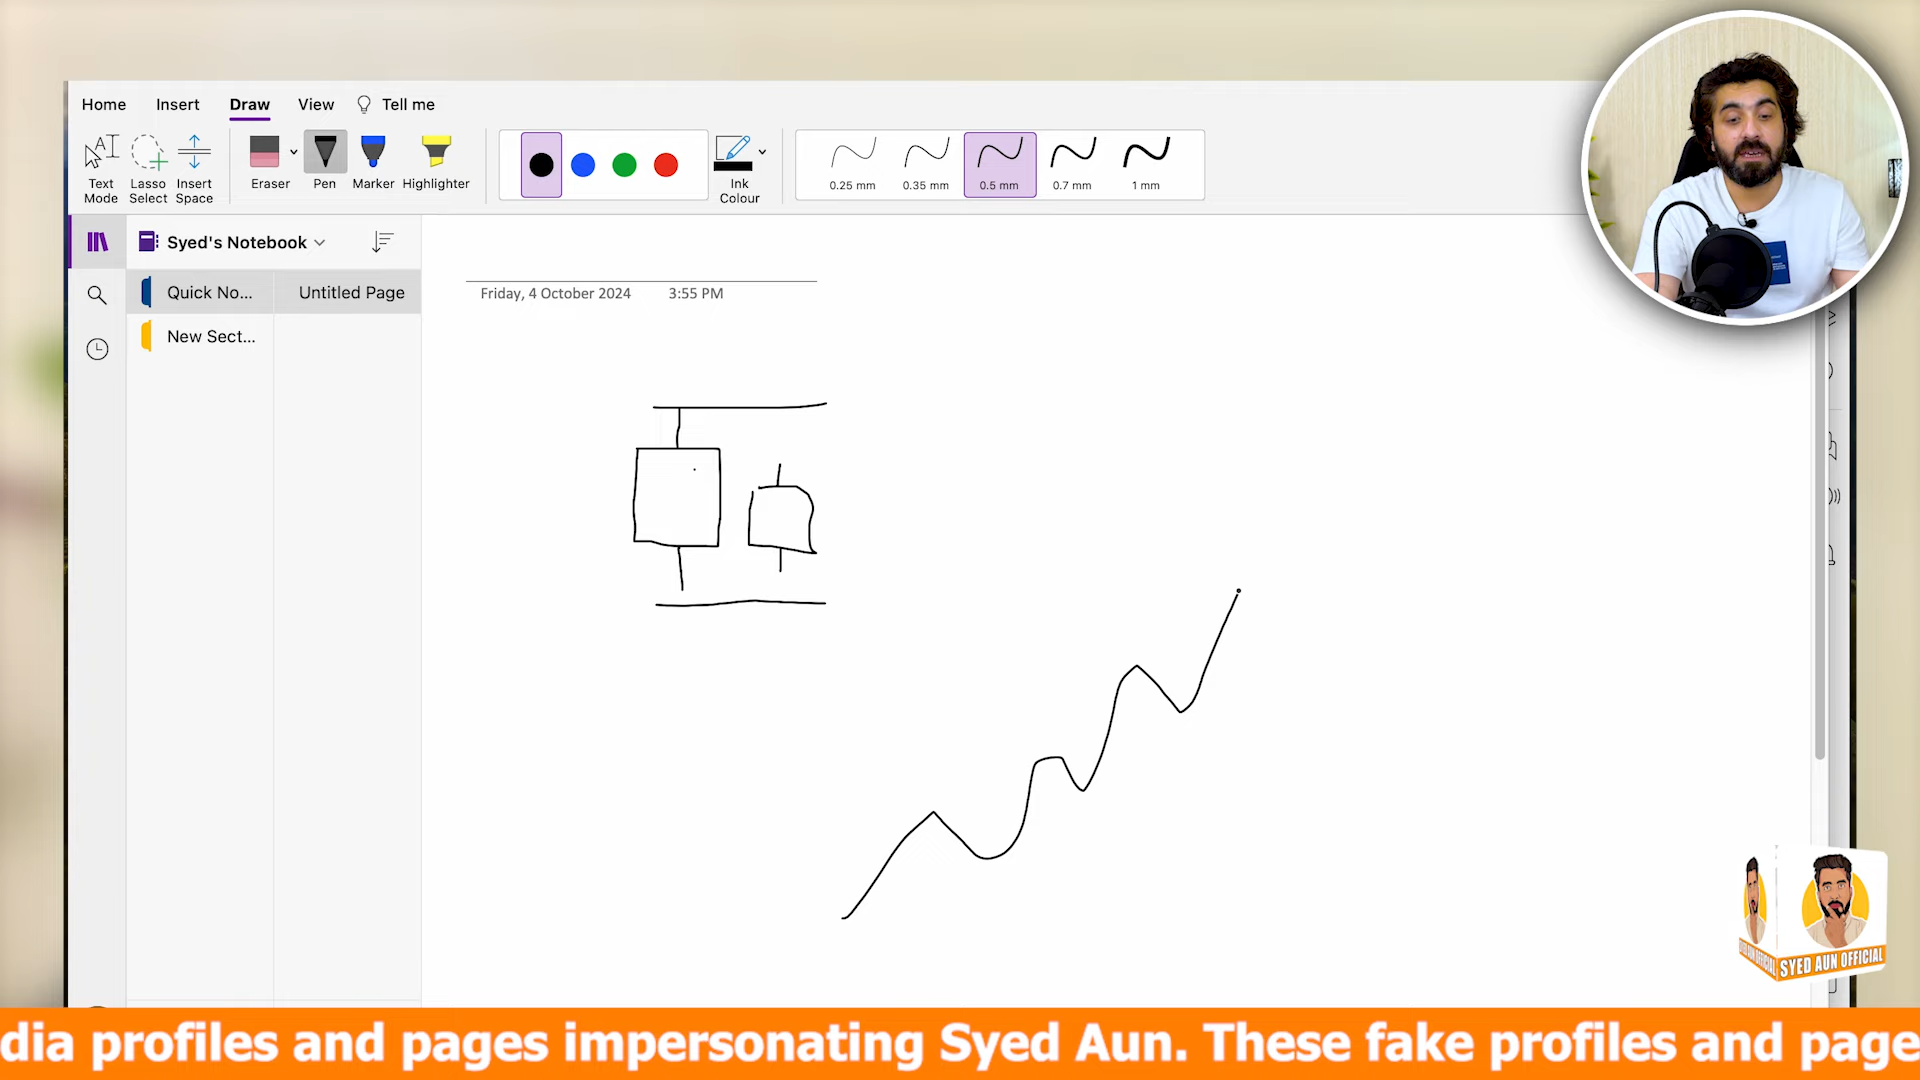 Home Insert Draw View Tell me
Text Mode
Lasso Select
Insert Space
Eraser
Pen
Marker
Highlighter
Ink Colour
0.25 mm
0.35 mm
0.5 mm
0.7 mm
1 mm
Syed's Notebook
Quick No...
Untitled Page
New Sect...
Friday, 4 October 2024 3:55 PM
SYED AUN OFFICIAL
SYED AUN OFFICIAL
dia profiles and pages impersonating Syed Aun. These fake profiles and page